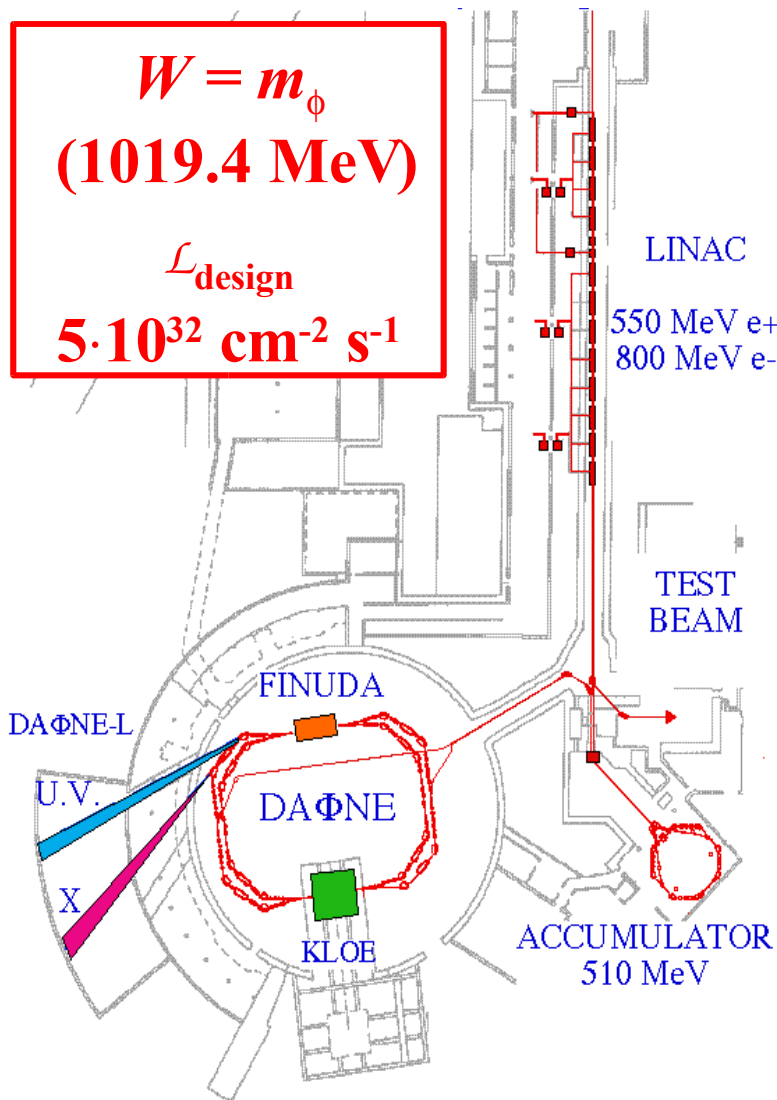 W = mϕ
(1019.4 MeV)
ℒdesign
5·10³² cm⁻² s⁻¹
LINAC
550 MeV e+
800 MeV e-
TEST
BEAM
FINUDA
DAΦNE-L
U.V.
DAΦNE
X
KLOE
ACCUMULATOR
510 MeV